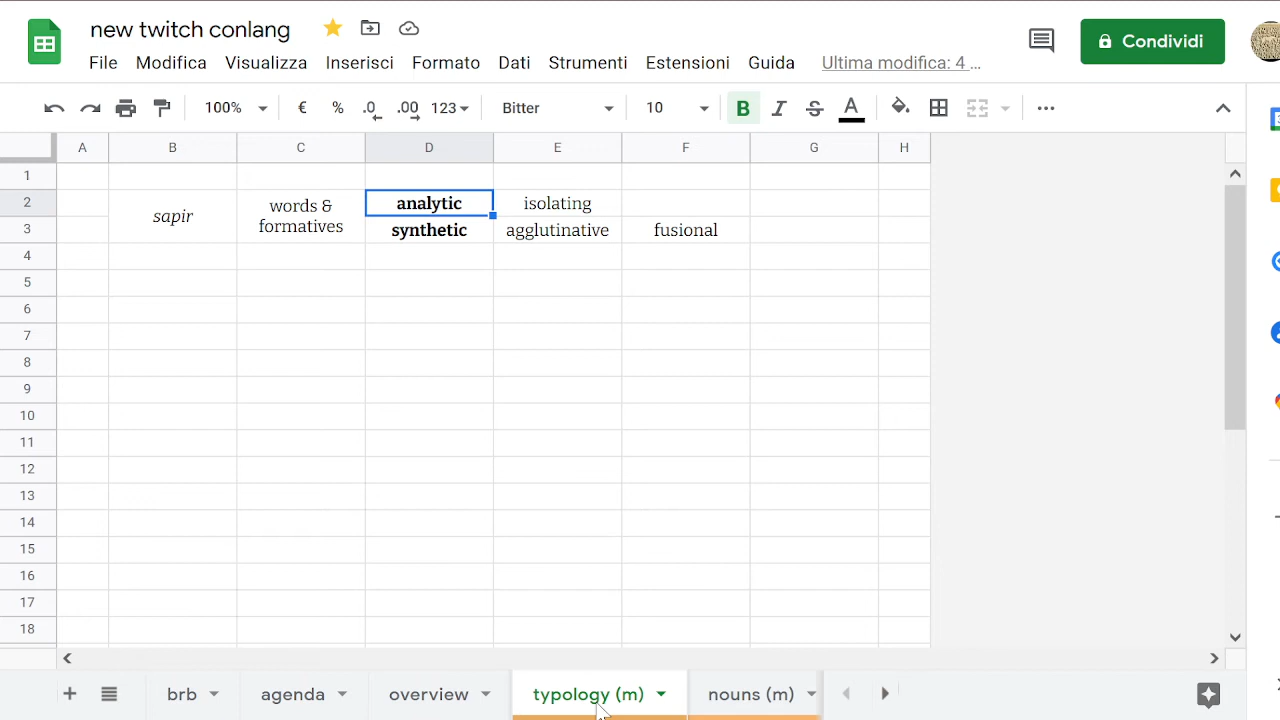 new twitch conlang
File Modifica Visualizza Inserisci Formato Dati Strumenti Estensioni Guida Ultima modifica: 4 …
Condividi
100% € % .0 .00 123 Bitter 10 B I S A
A B C D E F G H
1
2 analytic isolating
sapir words & formatives
3 synthetic agglutinative fusional
4
5
6
7
8
9
10
11
12
13
14
15
16
17
18
brb agenda overview typology (m) nouns (m)